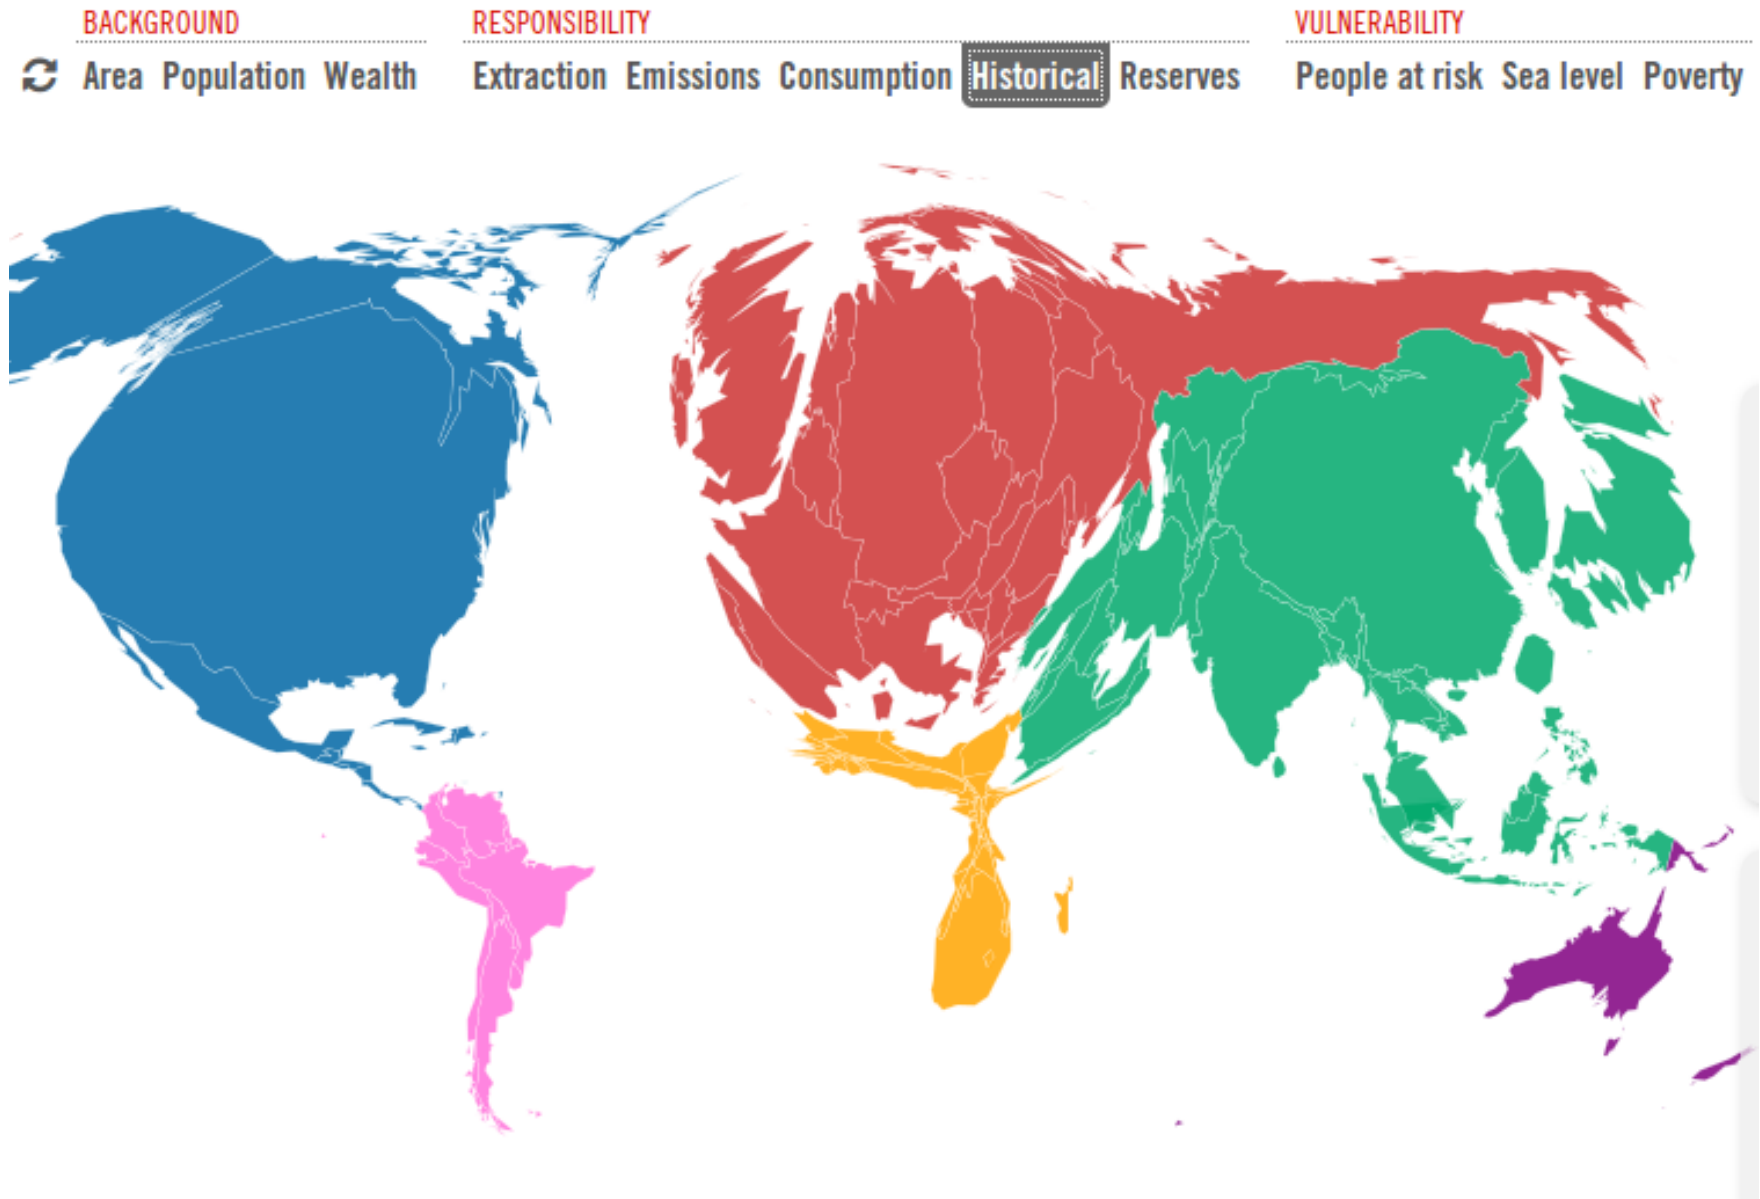 BACKGROUND RESPONSIBILITY VULNERABILITY
Area Population Wealth Extraction Emissions Consumption Historical Reserves People at risk Sea level Poverty